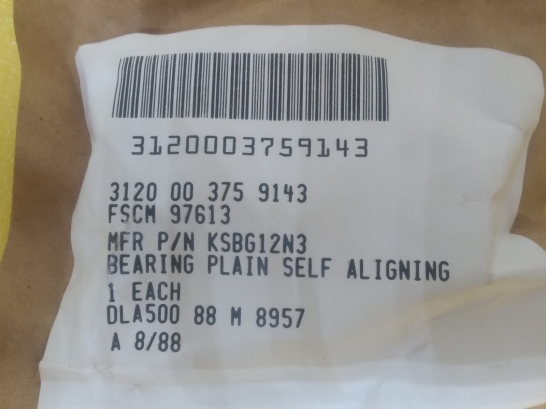 3120003759143
3120 00 375 9143
FSCM 97613
MFR P/N KSBG12N3
BEARING PLAIN SELF ALIGNING
1 EACH
DLA500 88 M 8957
A 8/88